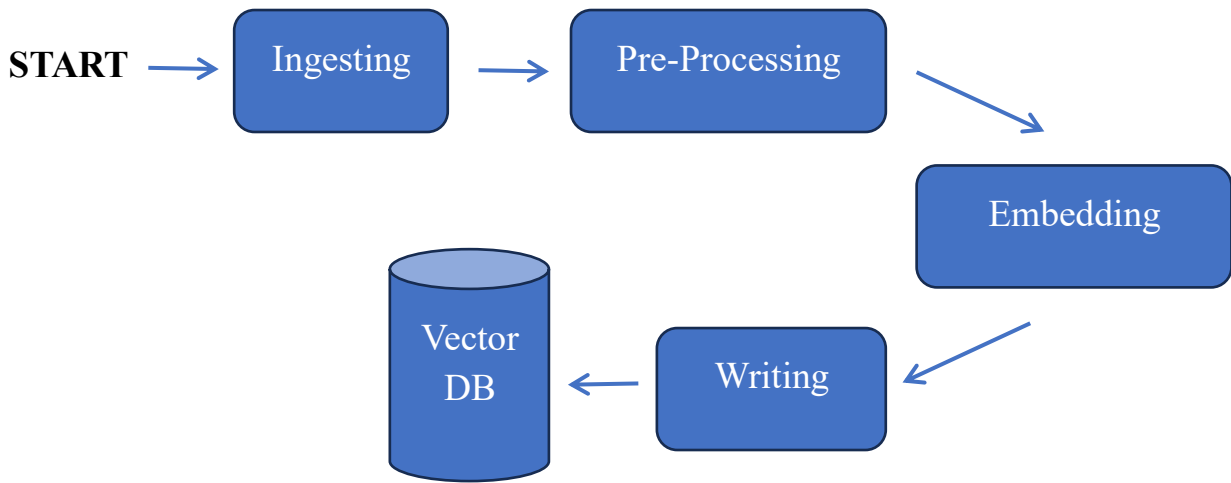 START
Ingesting
Pre-Processing
Embedding
Writing
Vector
DB